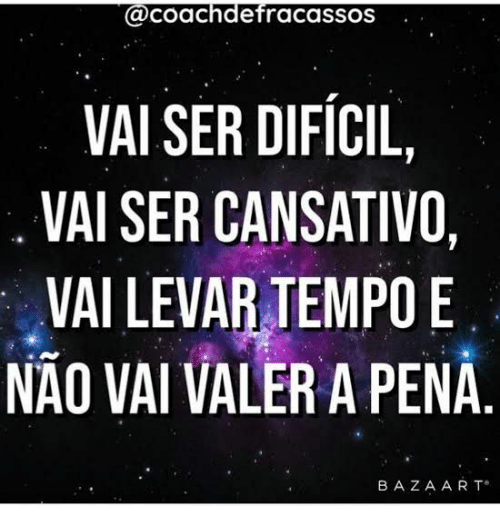 @coachdefracassos
VAI SER DIFÍCIL,
VAI SER CANSATIVO,
VAI LEVAR TEMPO E
NÃO VAI VALER A PENA.
BAZAART®